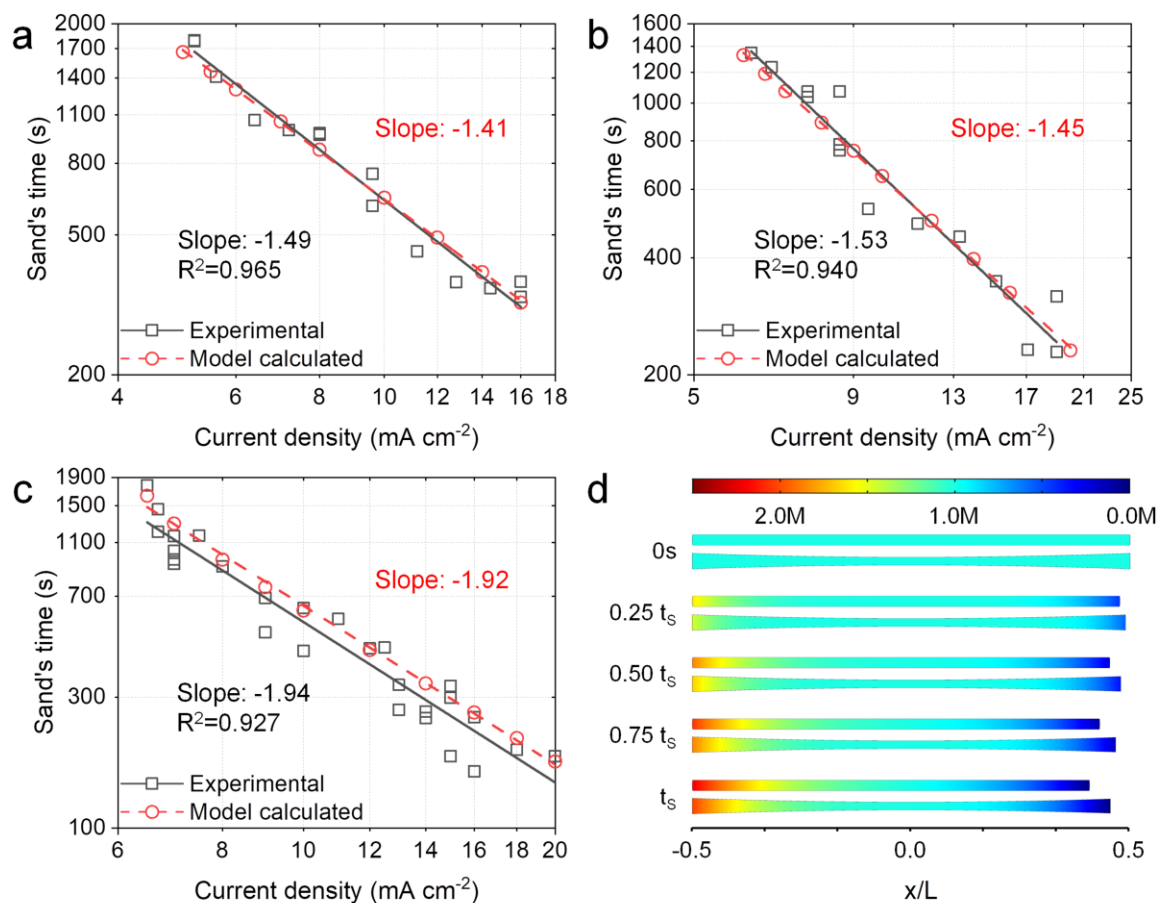 a
2000
1700
1400
1100
800
500
200
Sand's time (s)
Slope: -1.41
Slope: -1.49
R²=0.965
Experimental
Model calculated
4 6 8 10 12 14 16 18
Current density (mA cm⁻²)
b
1600
1400
1200
1000
800
600
400
200
Sand's time (s)
Slope: -1.45
Slope: -1.53
R²=0.940
Experimental
Model calculated
5 9 13 17 21 25
Current density (mA cm⁻²)
c
1900
1500
1100
700
300
100
Sand's time (s)
Slope: -1.92
Slope: -1.94
R²=0.927
Experimental
Model calculated
6 8 10 12 14 16 18 20
Current density (mA cm⁻²)
d
2.0M 1.0M 0.0M
0s
0.25 tₛ
0.50 tₛ
0.75 tₛ
tₛ
-0.5 0.0 0.5
x/L